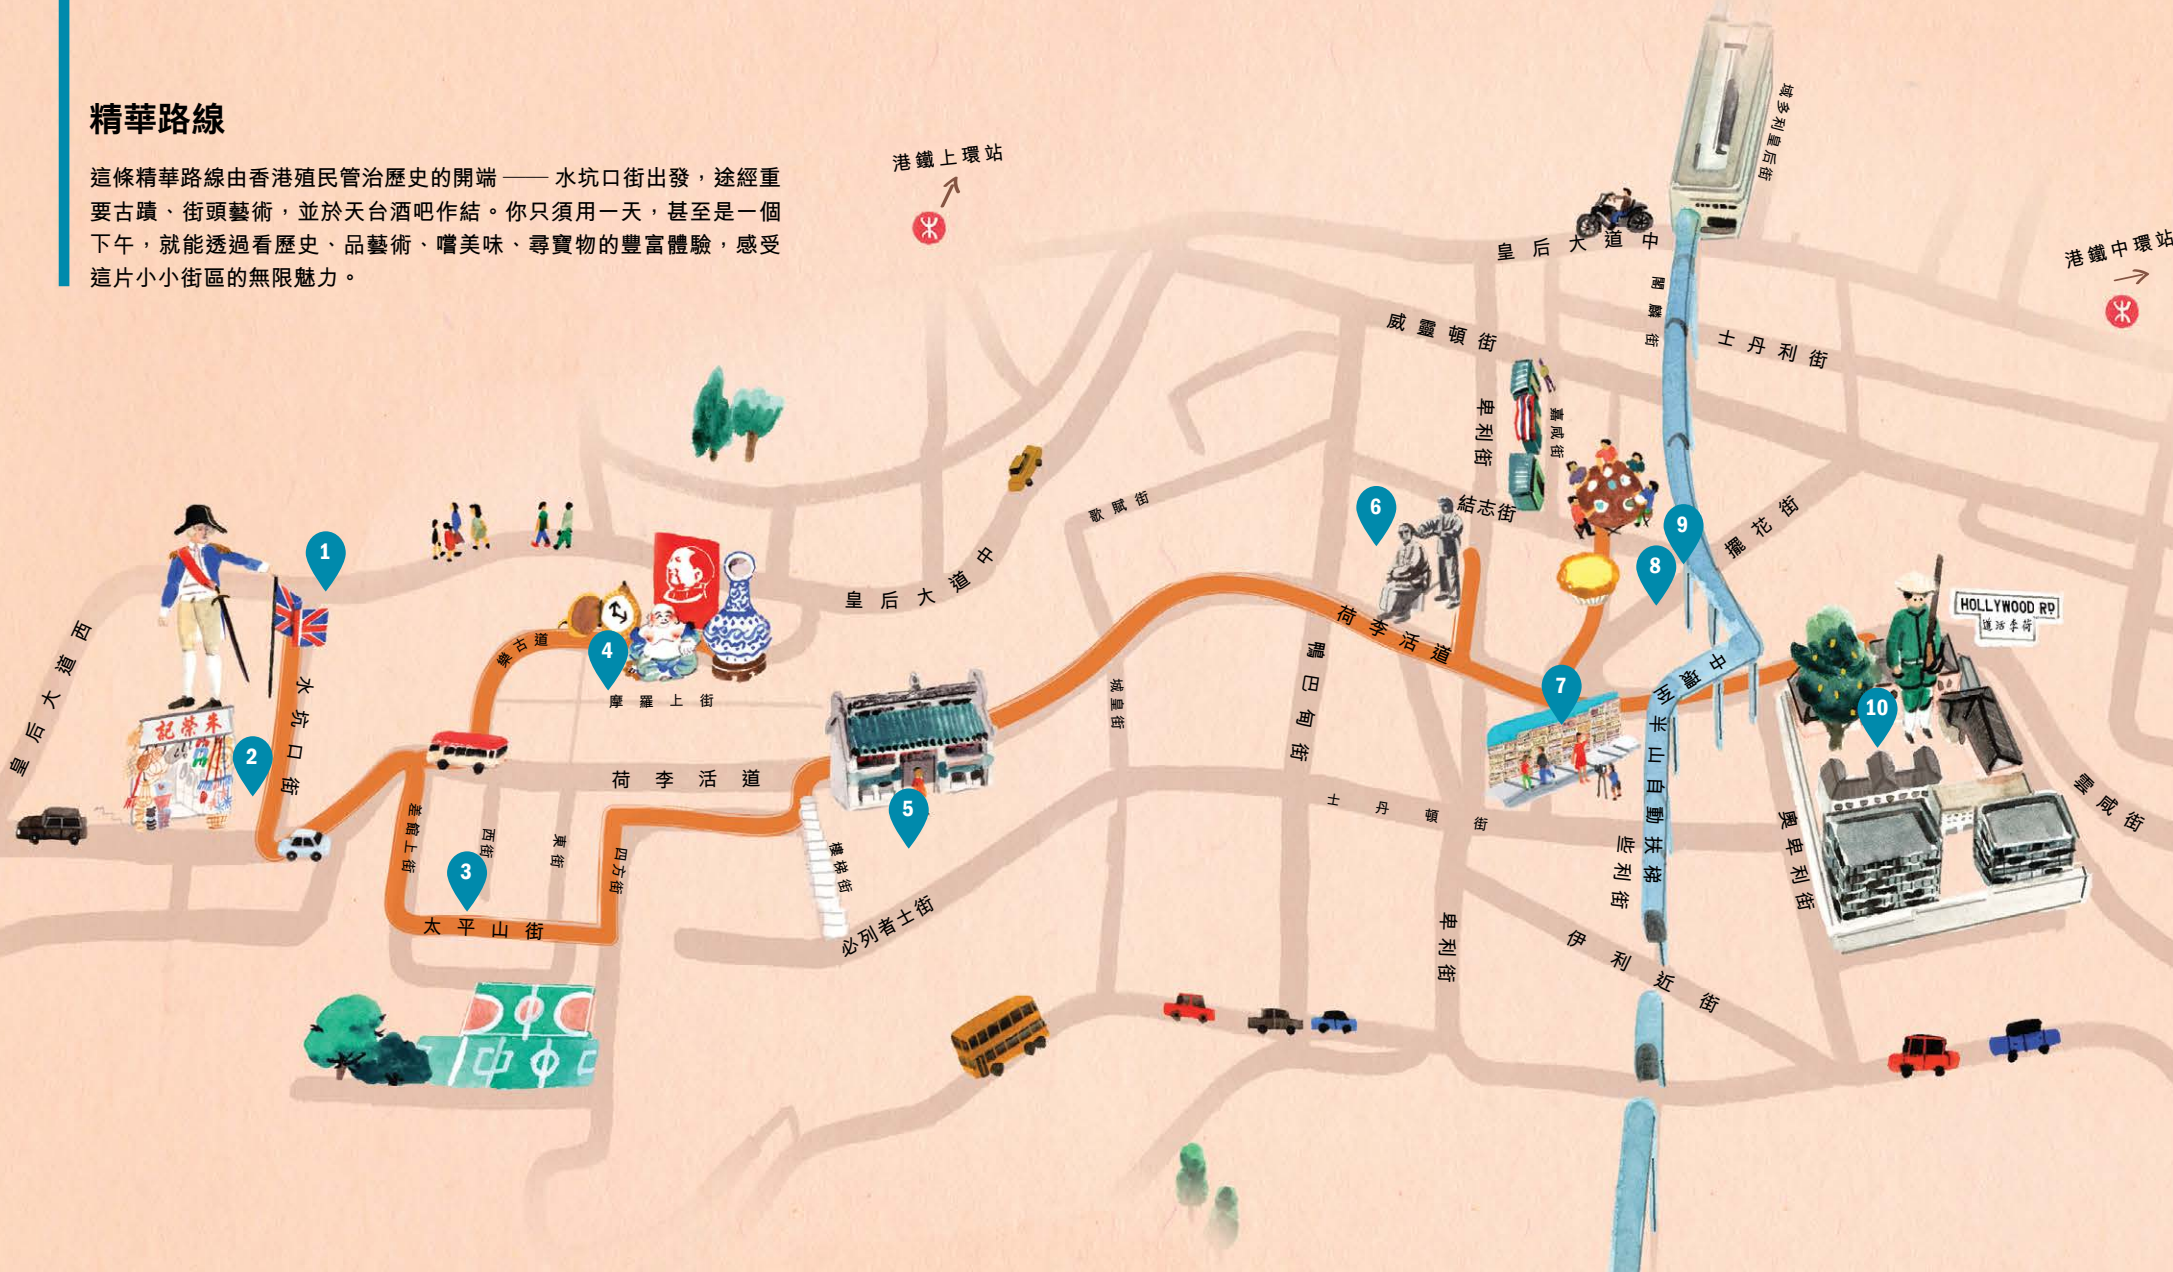 精華路線
這條精華路線由香港殖民管治歷史的開端 —— 水坑口街出發，途經重
要古蹟、街頭藝術，並於天台酒吧作結。你只須用一天，甚至是一個
下午，就能透過看歷史、品藝術、嚐美味、尋寶物的豐富體驗，感受
這片小小街區的無限魅力。
港鐵上環站
域多利皇后街
港鐵中環站
皇后大道中
閣麟街
威靈頓街
士丹利街
卑利街
嘉咸街
結志街
擺花街
歌賦街
皇后大道中
皇后大道西
水坑口街
記榮朱
樂古道
摩羅上街
荷李活道
差館上街
西街
東街
四方街
太平山街
樓梯街
必列者士街
城皇街
鴨巴甸街
荷李活道
士丹頓街
卑利街
中環至半山自動扶梯
些利街
伊利近街
奧卑利街
雲咸街
HOLLYWOOD RD
道活李荷
1
2
3
4
5
6
7
8
9
10